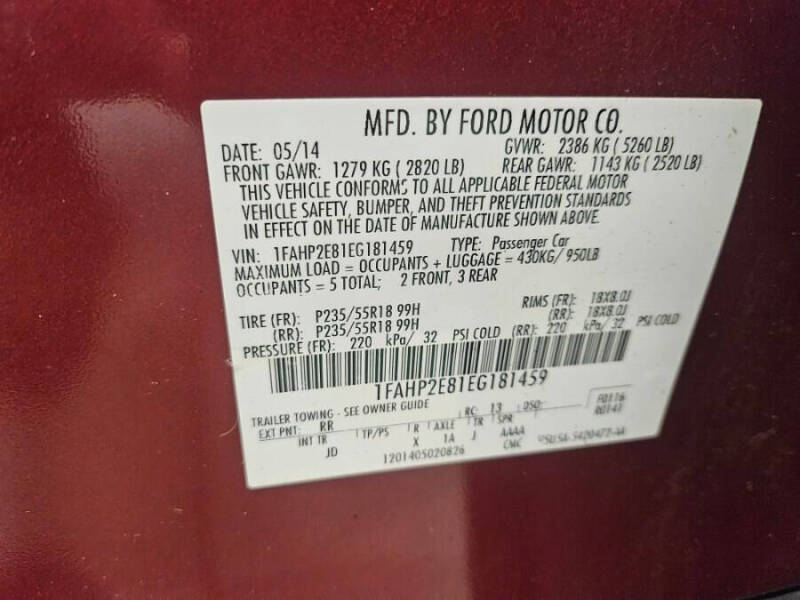 MFD. BY FORD MOTOR CO.
DATE: 05/14 GVWR: 2386 KG ( 5260 LB)
FRONT GAWR: 1279 KG ( 2820 LB) REAR GAWR: 1143 KG ( 2520 LB)
THIS VEHICLE CONFORMS TO ALL APPLICABLE FEDERAL MOTOR
VEHICLE SAFETY, BUMPER, AND THEFT PREVENTION STANDARDS
IN EFFECT ON THE DATE OF MANUFACTURE SHOWN ABOVE.
VIN: 1FAHP2E81EG181459 TYPE: Passenger Car
MAXIMUM LOAD = OCCUPANTS + LUGGAGE = 430KG/ 950LB
OCCUPANTS = 5 TOTAL; 2 FRONT, 3 REAR
TIRE (FR): P235/55R18 99H RIMS (FR): 18X8.0J
(RR): P235/55R18 99H (RR): 18X8.0J
PRESSURE (FR): 220 kPa/ 32 PSI COLD (RR): 220 kPa/ 32 PSI COLD
1FAHP2E81EG181459
TRAILER TOWING - SEE OWNER GUIDE RC: 13 DSO: F0116
EXT PNT: RR R0141
INT TR TP/PS R AXLE TR SPR
JD X 1A J AAAA
1201405020826 CMC